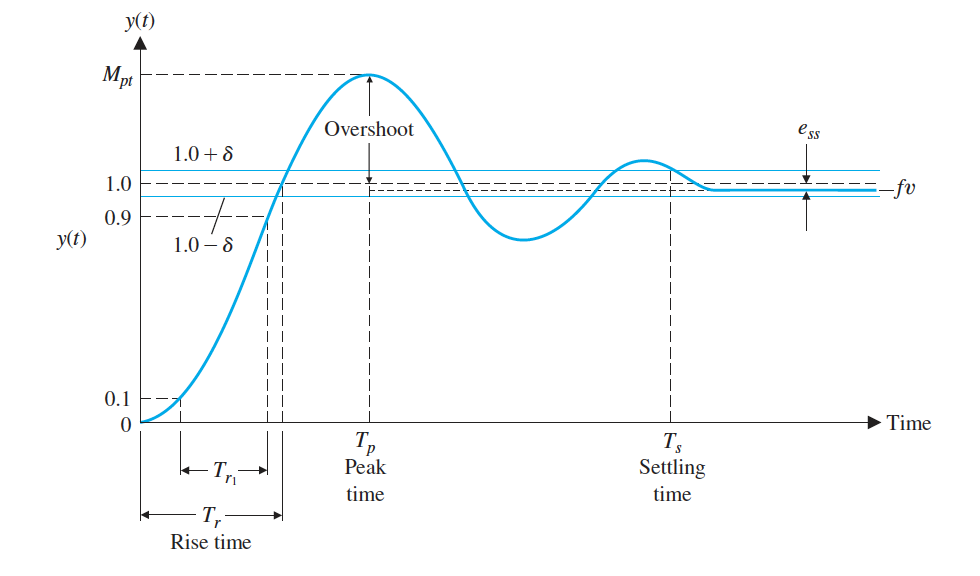 y(t)
M_pt
Overshoot
e_ss
1.0 + δ
1.0
fv
0.9
y(t)
1.0 – δ
0.1
0
Time
T_p
Peak
time
T_s
Settling
time
T_r₁
T_r
Rise time